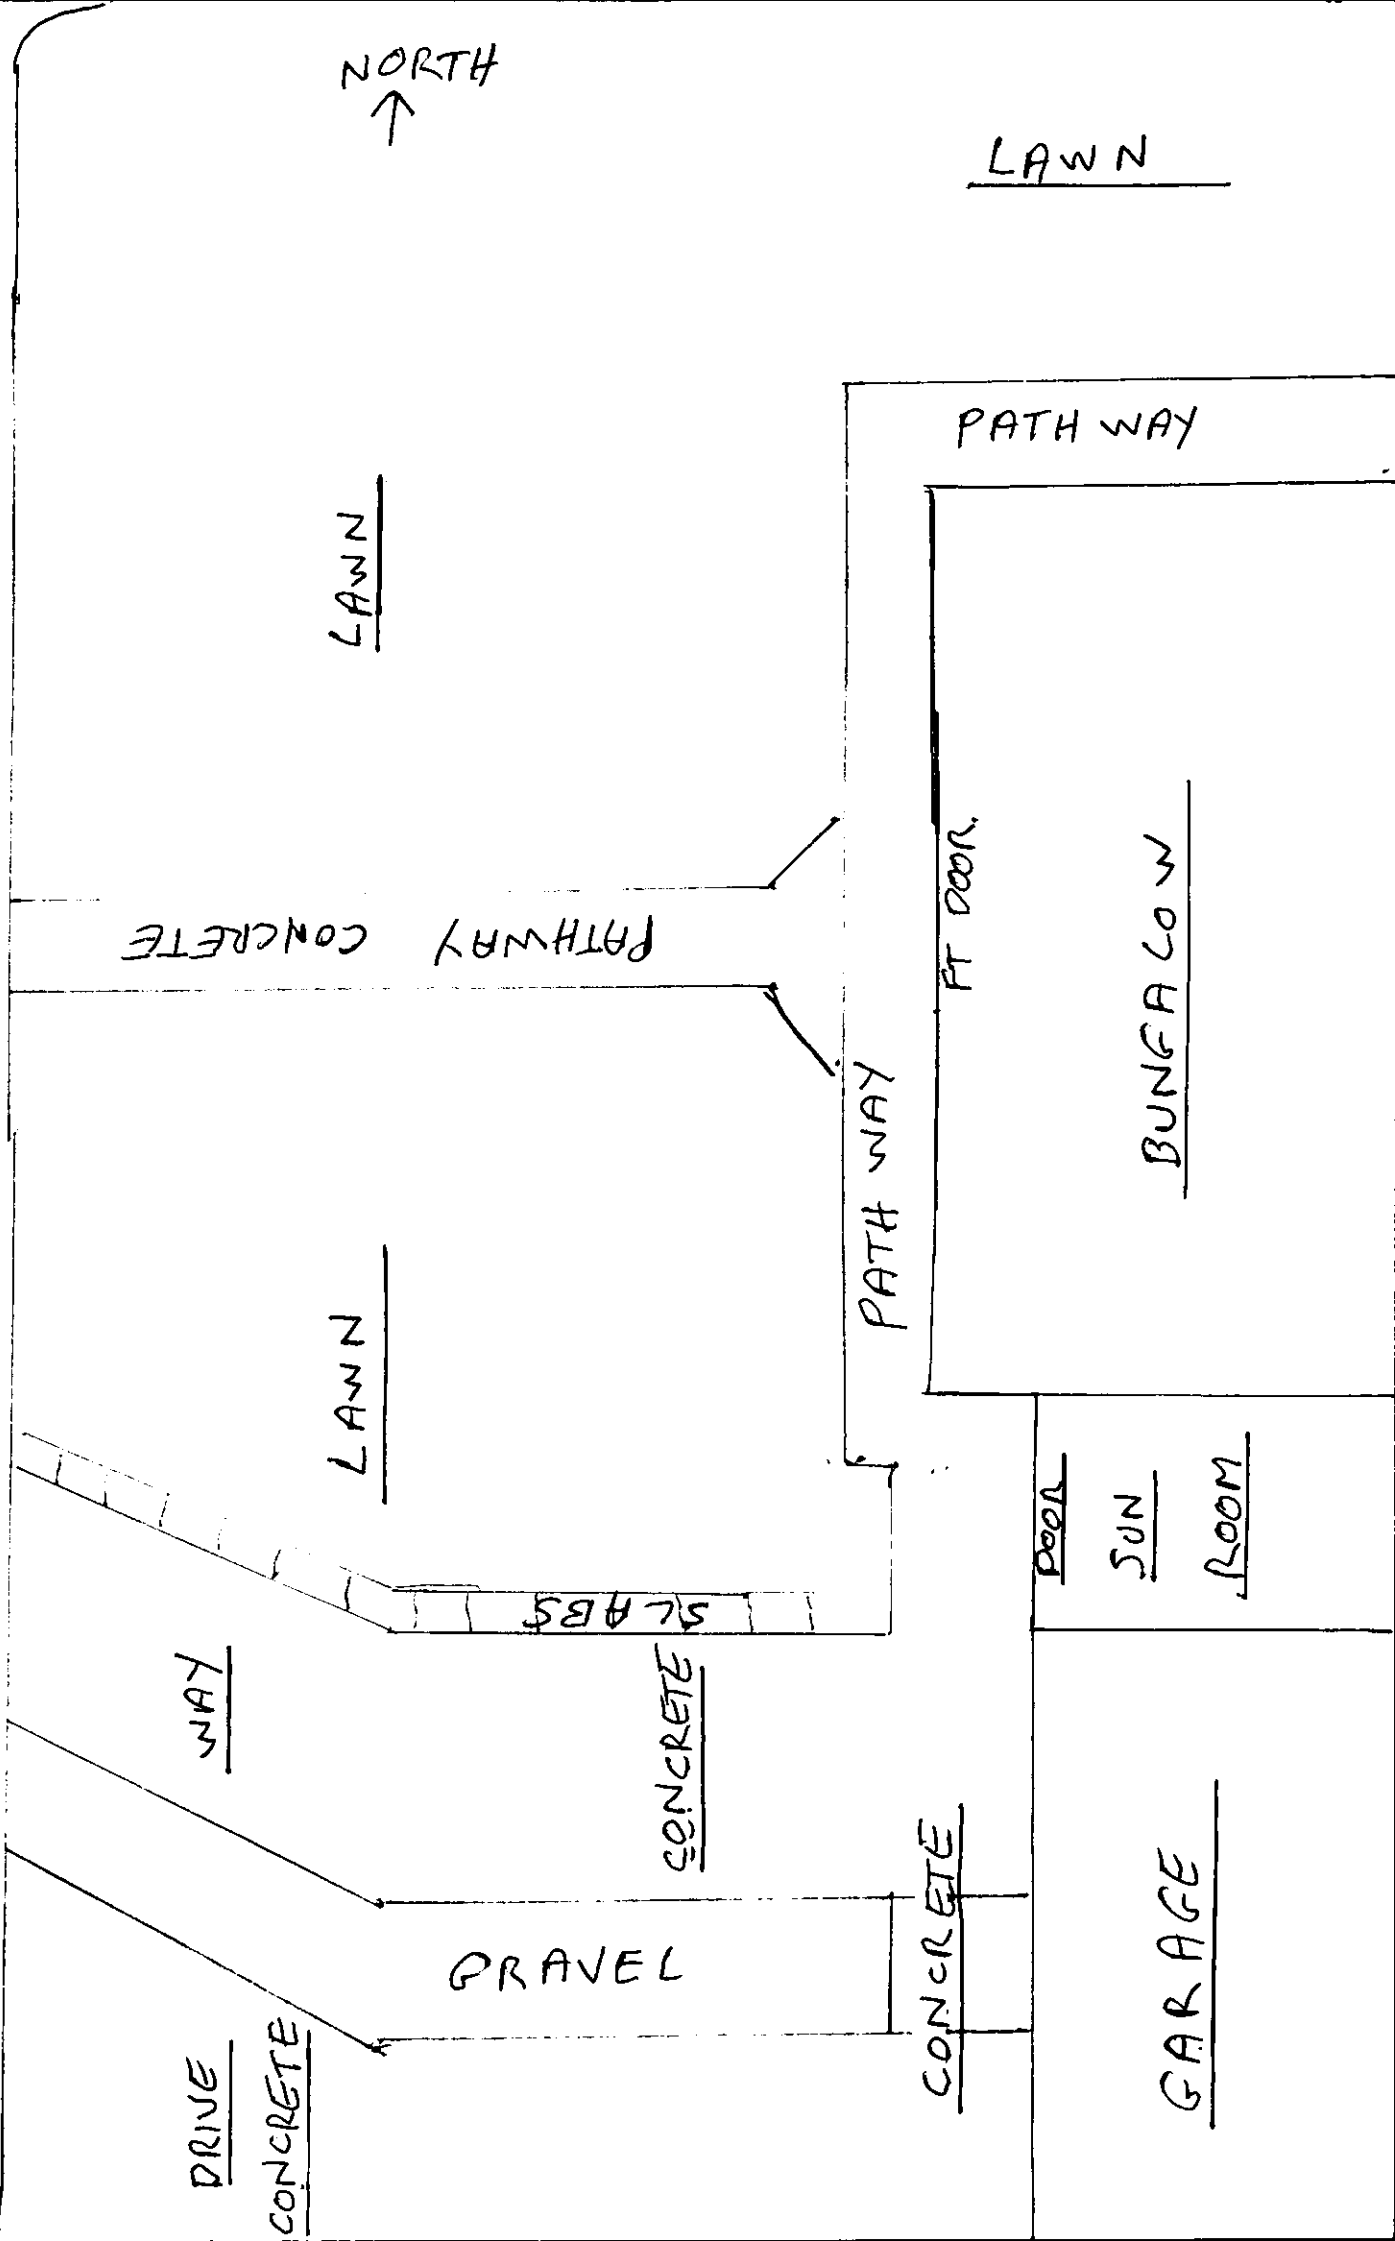 NORTH
LAWN
PATH WAY
LAWN
PATHWAY CONCRETE
FT DOOR.
BUNGALOW
PATH WAY
LAWN
DOOR
SUN
ROOM
SLABS
WAY
CONCRETE
CONCRETE
GRAVEL
GARAGE
DRIVE
CONCRETE